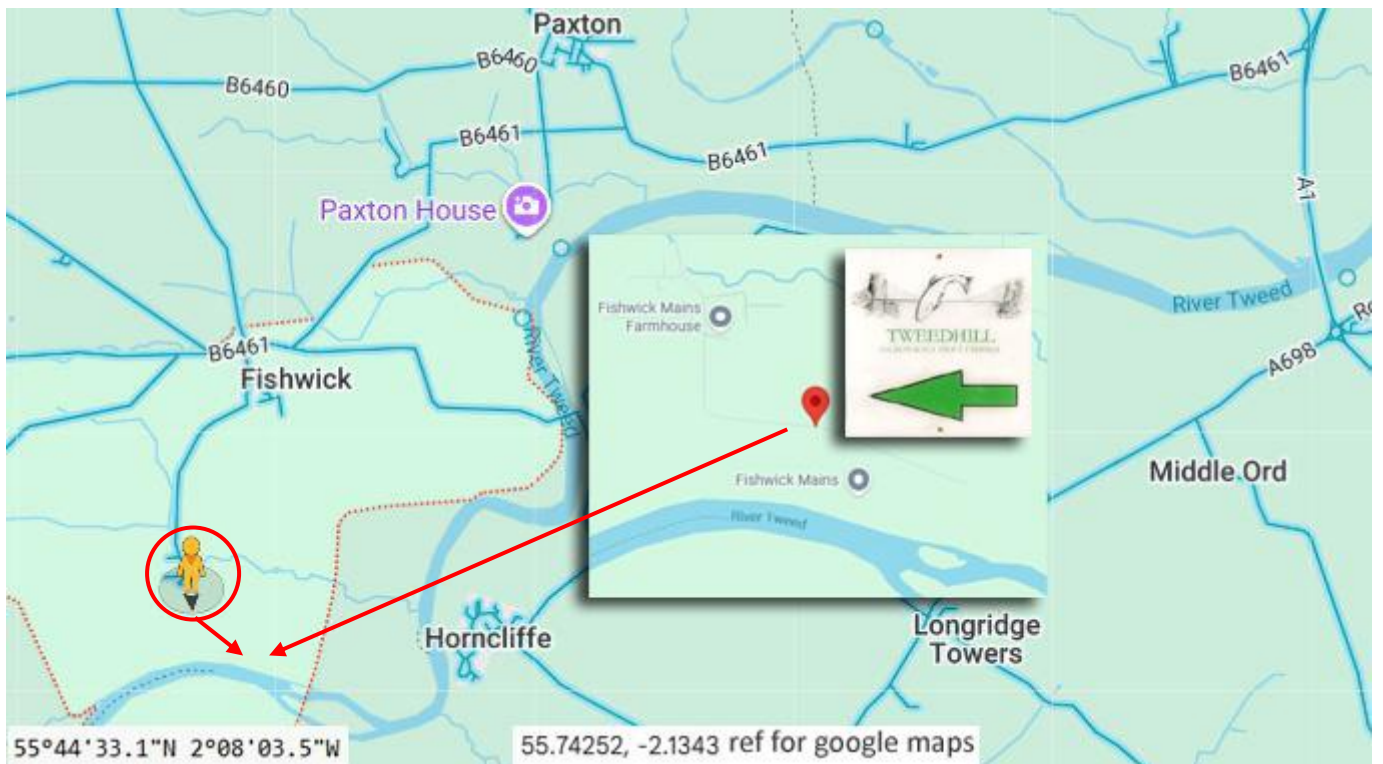 Paxton
B6460
B6460
B6461
B6461
B6461
A1
Paxton House
River Tweed
River Tweed
Fishwick Mains
Farmhouse
TWEEDHILL
B6461
Fishwick
A698
Fishwick Mains
Middle Ord
River Tweed
Horncliffe
Longridge
Towers
55°44'33.1"N 2°08'03.5"W
55.74252, -2.1343 ref for google maps